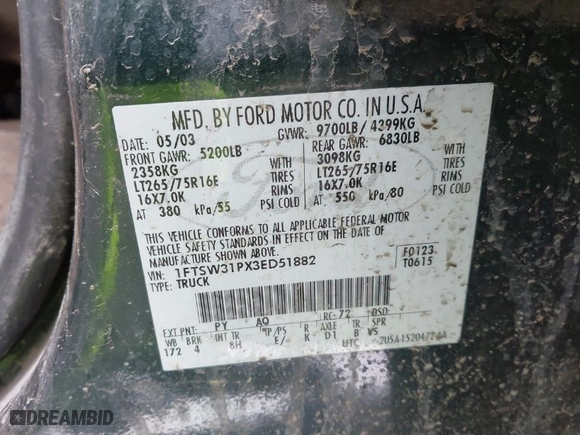 MFD. BY FORD MOTOR CO. IN U.S.A.
DATE: 05/03 GVWR: 9700LB/ 4399KG
FRONT GAWR: 5200LB REAR GAWR: 6830LB
2358KG WITH 3098KG WITH
LT265/75R16E TIRES LT265/75R16E TIRES
16X7.0K RIMS 16X7.0K RIMS
AT 380 kPa/55 PSI COLD AT 550 kPa/80 PSI COLD
THIS VEHICLE CONFORMS TO ALL APPLICABLE FEDERAL MOTOR
VEHICLE SAFETY STANDARDS IN EFFECT ON THE DATE OF
MANUFACTURE SHOWN ABOVE.
VIN: 1FTSW31PX3ED51882 F0123
TYPE: TRUCK T0615
EXT PNT: PY AQ RC: 72 DSO:
WB BRK INT TR TP/PS R AXLE TR SPR
172 4 8H E/ K D1 B VS
UTC
DREAMBID